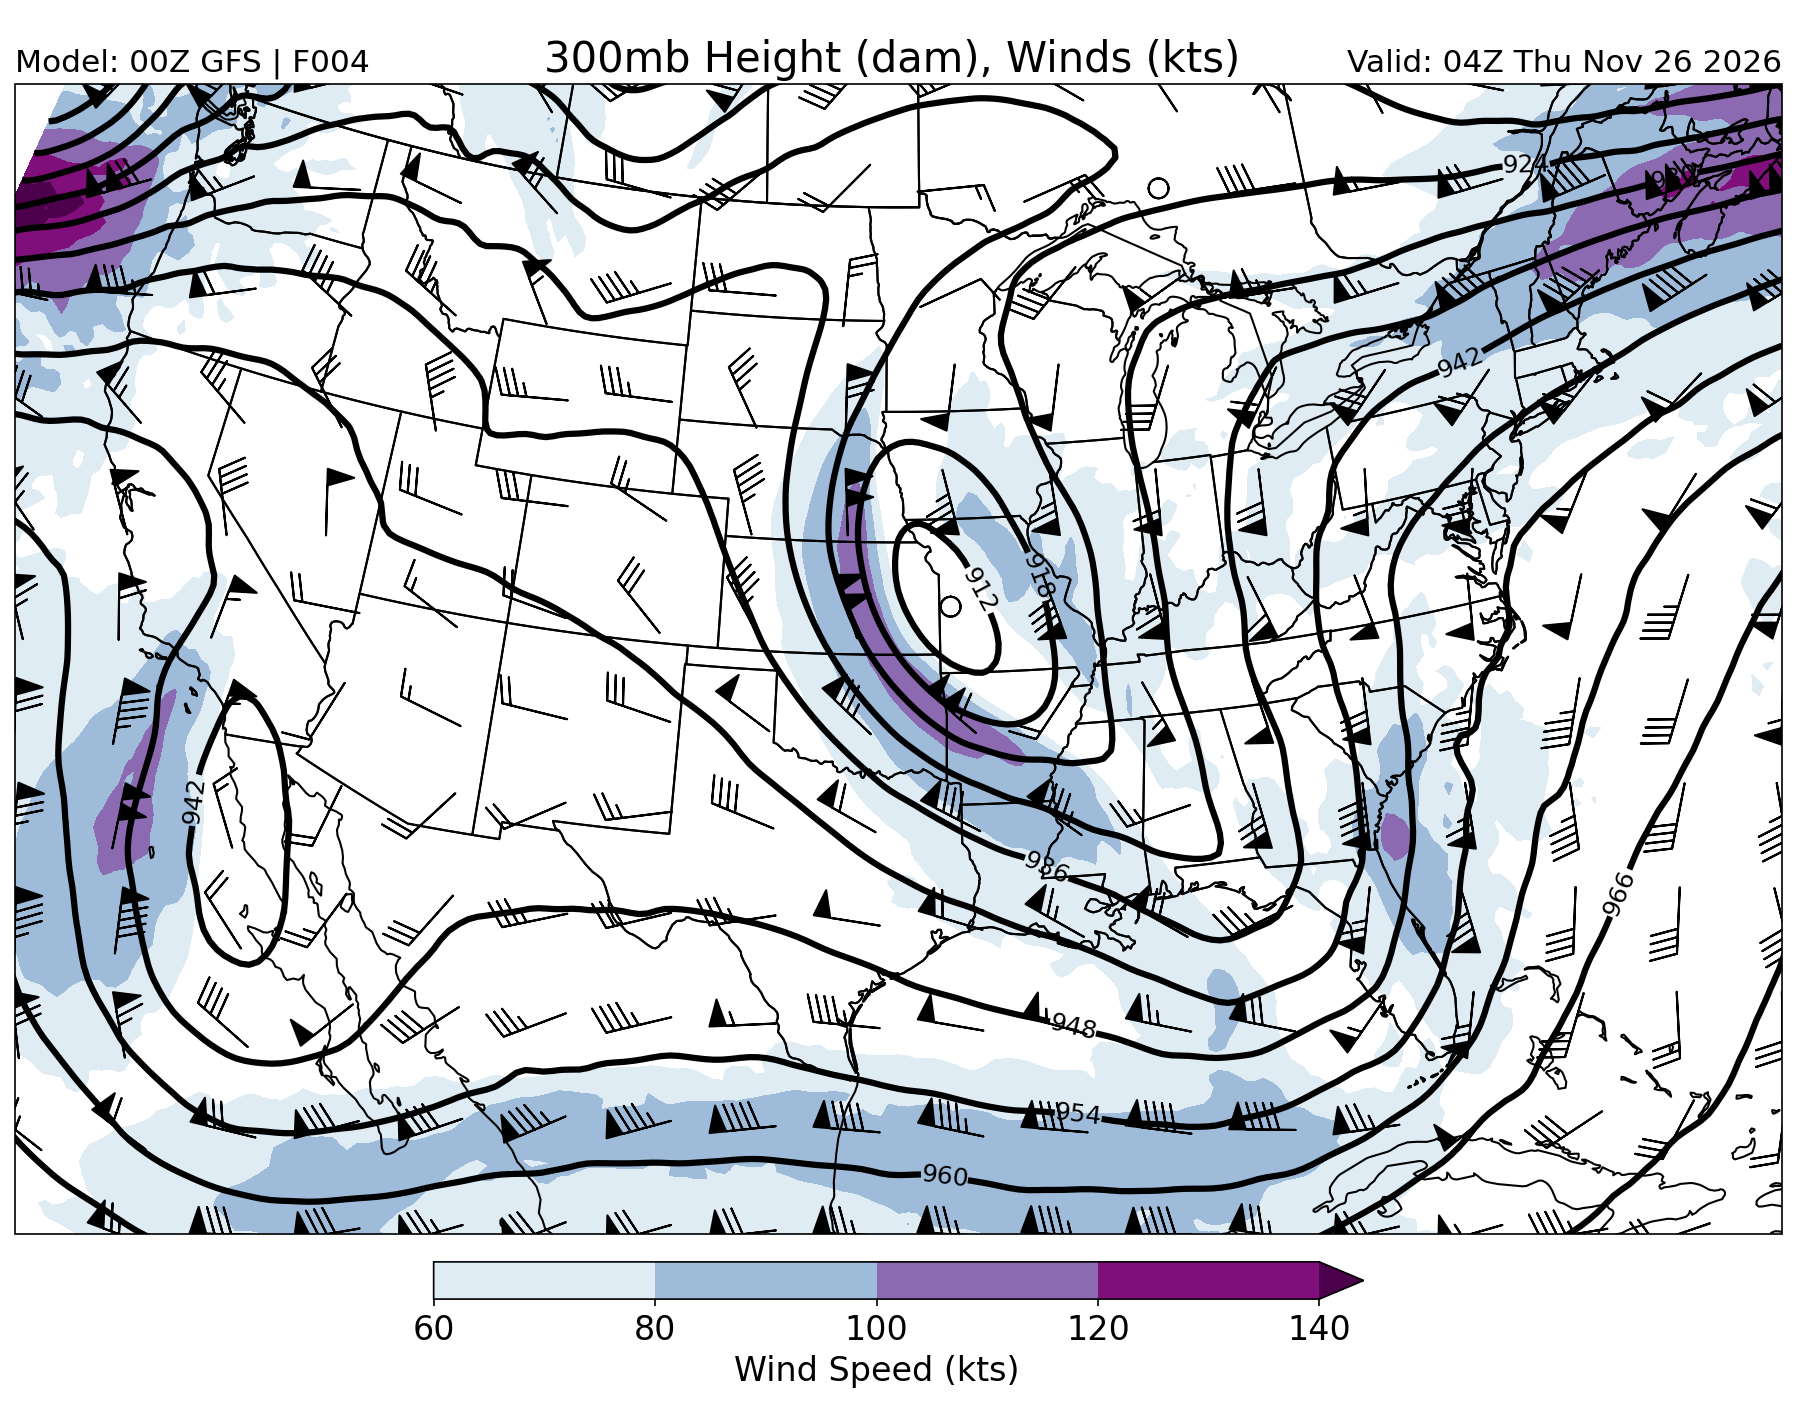 Model: 00Z GFS | F004
300mb Height (dam), Winds (kts)
Valid: 04Z Thu Nov 26 2026
924
930
942
918
912
942
936
966
948
954
960
60 80 100 120 140
Wind Speed (kts)